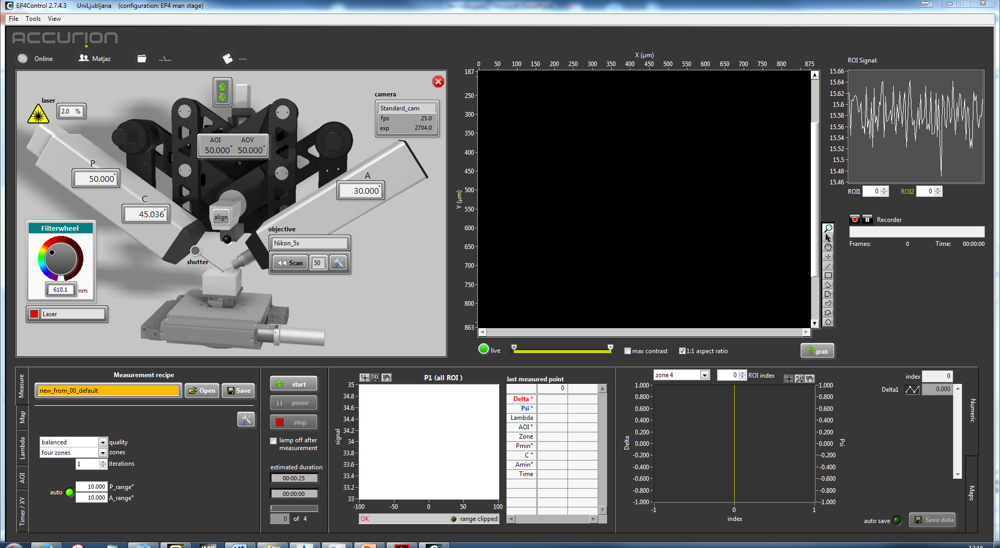 EP4Control 2.7.4.3 UniLjubljana (configuration: EP4 man stage)
File Tools View
ACCURION
Online Matjaz ...\... ---
laser
2.0 %
camera
Standard_cam
fps 25.0
exp 2704.0
AOI AOV
50.000° 50.000°
P
50.000°
C
45.036°
A
30.000°
align
Filterwheel
610.1 nm
Laser
shutter
objective
Nikon_5x
Scan 50
X (µm)
0 50 100 150 200 250 300 350 400 450 500 550 600 650 700 750 800 875
Y (µm)
187
250
300
350
400
450
500
550
600
650
700
750
800
863
live
max contrast
1:1 aspect ratio
grab
ROI Signal:
15.66
15.64
15.62
15.6
15.58
15.56
15.54
15.52
15.5
15.48
15.46
ROI1 0 ROI2 0
Recorder
Frames: 0 Time: 00:00:00
Measure
Map
Lambda
AOI
Timer / XY
Measurement recipe
new_from_00_default
Open
Save
balanced quality
four zones zones
1 iterations
auto
10.000 P_range°
10.000 A_range°
start
pause
stop
lamp off after
measurement
estimated duration
00:00:25
00:00:00
0 of 4
P1 (all ROI )
signal
35
34.8
34.6
34.4
34.2
34
33.8
33.6
33.4
33.2
33
-100 -50 0 50 100
OK range clipped
last measured point
0
Delta °
Psi °
Lambda
AOI °
Zone
Pmin°
C °
Amin°
Time
zone 4 0 ROI index
Delta
1.000
0.800
0.600
0.400
0.200
0.000
-0.200
-0.400
-0.600
-0.800
-1.000
-1 0 1
index
1.000
0.800
0.600
0.400
0.200
0.000
-0.200
-0.400
-0.600
-0.800
-1.000
Psi
index 0
Delta1 0.000
Numeric
Maps
auto save
Save data